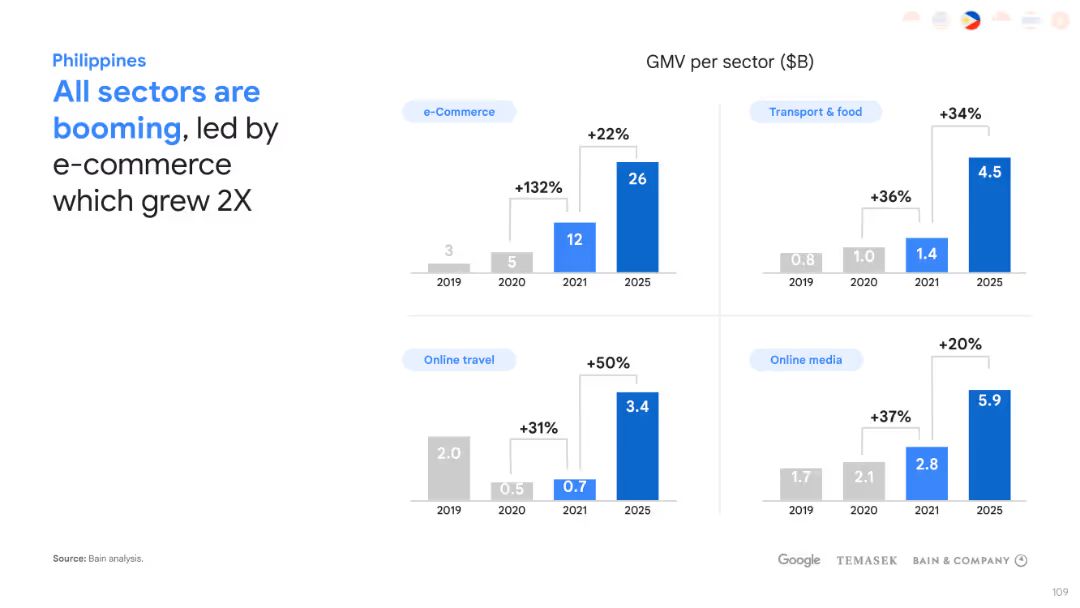 Philippines
All sectors are
booming, led by
e-commerce
which grew 2X
GMV per sector ($B)
e-Commerce
+22%
+132%
3
5
12
26
2019 2020 2021 2025
Transport & food
+34%
+36%
0.8
1.0
1.4
4.5
2019 2020 2021 2025
Online travel
+50%
+31%
2.0
0.5
0.7
3.4
2019 2020 2021 2025
Online media
+20%
+37%
1.7
2.1
2.8
5.9
2019 2020 2021 2025
Source: Bain analysis.
Google TEMASEK BAIN & COMPANY
109